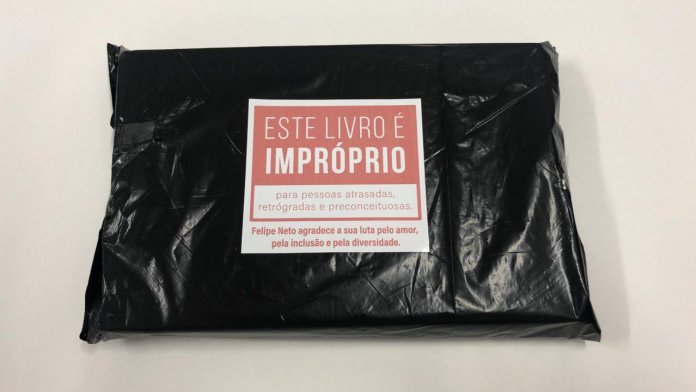 ESTE LIVRO É
IMPRÓPRIO
para pessoas atrasadas,
retrógradas e preconceituosas.
Felipe Neto agradece a sua luta pelo amor,
pela inclusão e pela diversidade.